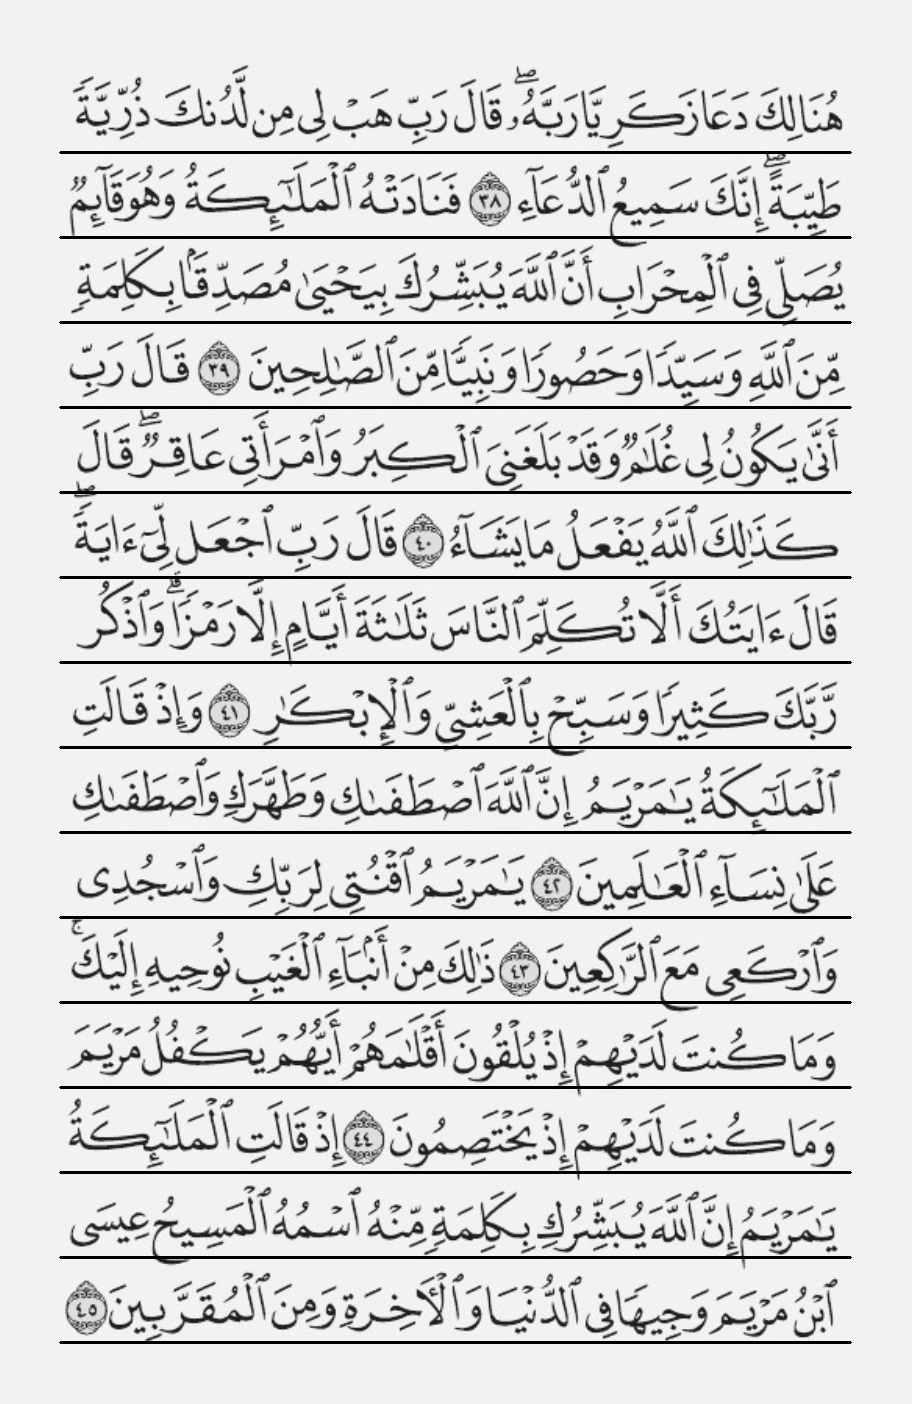 هُنَالِكَ دَعَا زَكَرِيَّا رَبَّهُۥۖ قَالَ رَبِّ هَبْ لِى مِن لَّدُنكَ ذُرِّيَّةً
طَيِّبَةًۖ إِنَّكَ سَمِيعُ ٱلدُّعَآءِ ٣٨ فَنَادَتْهُ ٱلْمَلَـٰٓئِكَةُ وَهُوَ قَآئِمٌ
يُصَلِّى فِى ٱلْمِحْرَابِ أَنَّ ٱللَّهَ يُبَشِّرُكَ بِيَحْيَىٰ مُصَدِّقًۢا بِكَلِمَةٍ
مِّنَ ٱللَّهِ وَسَيِّدًا وَحَصُورًا وَنَبِيًّا مِّنَ ٱلصَّـٰلِحِينَ ٣٩ قَالَ رَبِّ
أَنَّىٰ يَكُونُ لِى غُلَـٰمٌ وَقَدْ بَلَغَنِىَ ٱلْكِبَرُ وَٱمْرَأَتِى عَاقِرٌۖ قَالَ
كَذَٰلِكَ ٱللَّهُ يَفْعَلُ مَا يَشَآءُ ٤٠ قَالَ رَبِّ ٱجْعَل لِّىٓ ءَايَةًۖ
قَالَ ءَايَتُكَ أَلَّا تُكَلِّمَ ٱلنَّاسَ ثَلَـٰثَةَ أَيَّامٍ إِلَّا رَمْزًاۗ وَٱذْكُر
رَّبَّكَ كَثِيرًا وَسَبِّحْ بِٱلْعَشِىِّ وَٱلْإِبْكَـٰرِ ٤١ وَإِذْ قَالَتِ
ٱلْمَلَـٰٓئِكَةُ يَـٰمَرْيَمُ إِنَّ ٱللَّهَ ٱصْطَفَىٰكِ وَطَهَّرَكِ وَٱصْطَفَىٰكِ
عَلَىٰ نِسَآءِ ٱلْعَـٰلَمِينَ ٤٢ يَـٰمَرْيَمُ ٱقْنُتِى لِرَبِّكِ وَٱسْجُدِى
وَٱرْكَعِى مَعَ ٱلرَّٰكِعِينَ ٤٣ ذَٰلِكَ مِنْ أَنۢبَآءِ ٱلْغَيْبِ نُوحِيهِ إِلَيْكَۚ
وَمَا كُنتَ لَدَيْهِمْ إِذْ يُلْقُونَ أَقْلَـٰمَهُمْ أَيُّهُمْ يَكْفُلُ مَرْيَمَ
وَمَا كُنتَ لَدَيْهِمْ إِذْ يَخْتَصِمُونَ ٤٤ إِذْ قَالَتِ ٱلْمَلَـٰٓئِكَةُ
يَـٰمَرْيَمُ إِنَّ ٱللَّهَ يُبَشِّرُكِ بِكَلِمَةٍ مِّنْهُ ٱسْمُهُ ٱلْمَسِيحُ عِيسَى
ٱبْنُ مَرْيَمَ وَجِيهًا فِى ٱلدُّنْيَا وَٱلْـَٔاخِرَةِ وَمِنَ ٱلْمُقَرَّبِينَ ٤٥